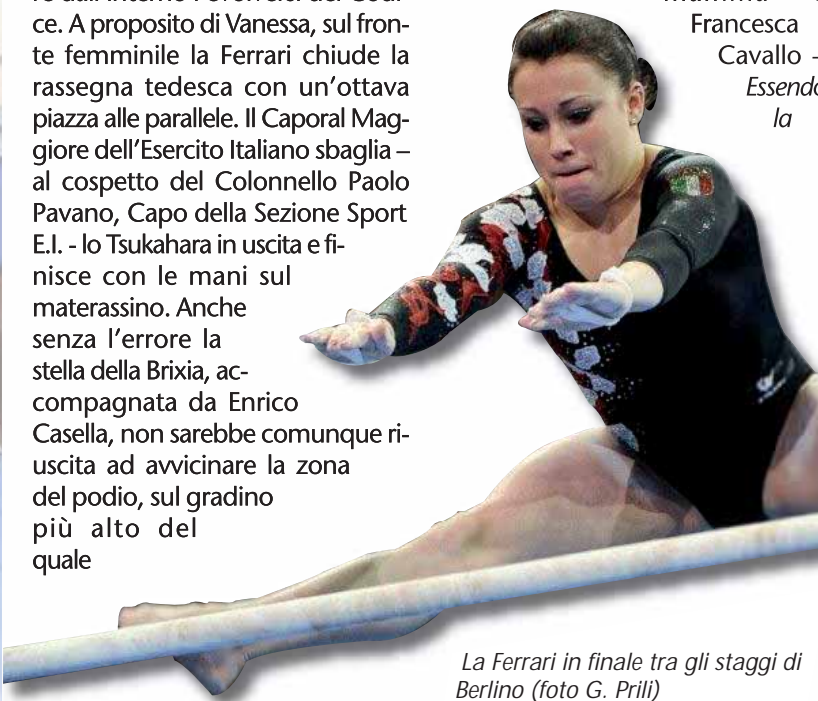 ce. A proposito di Vanessa, sul fron-
te femminile la Ferrari chiude la
rassegna tedesca con un'ottava
piazza alle parallele. Il Caporal Mag-
giore dell'Esercito Italiano sbaglia –
al cospetto del Colonnello Paolo
Pavano, Capo della Sezione Sport
E.I. - lo Tsukahara in uscita e fi-
nisce con le mani sul
materassino. Anche
senza l'errore la
stella della Brixia, ac-
compagnata da Enrico
Casella, non sarebbe comunque ri-
uscita ad avvicinare la zona
del podio, sul gradino
più alto del
quale
Francesca
Cavallo -
Essendo
la
La Ferrari in finale tra gli staggi di
Berlino (foto G. Prili)